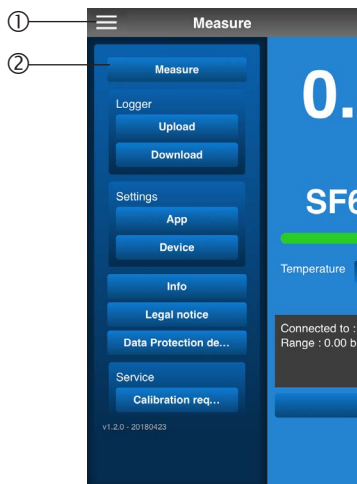 ① Measure
② Measure
Logger
Upload
Download
Settings
App
Device
Info
Legal notice
Data Protection de...
Service
Calibration req...
v1.2.0 - 20180423
0.
SF6
Temperature
Connected to :
Range : 0.00 b